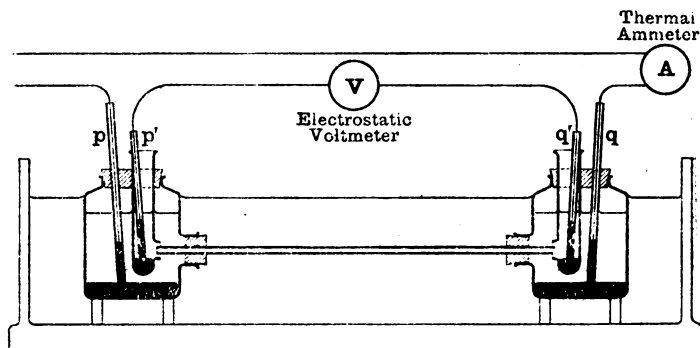 Thermal
Ammeter
A
V
Electrostatic
Voltmeter
p p' q' q